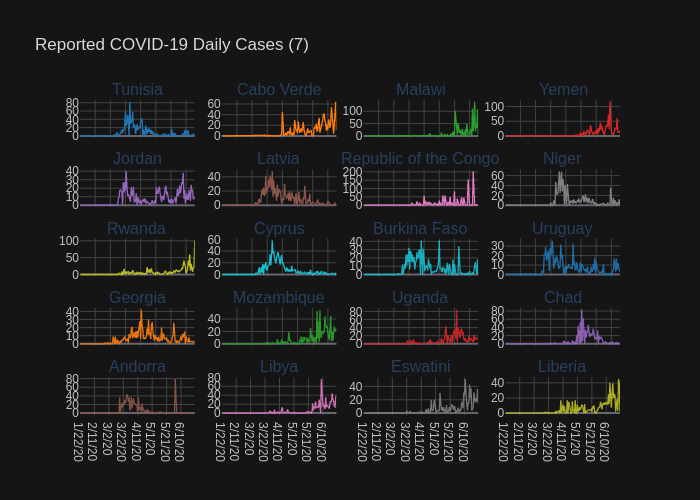 Reported COVID-19 Daily Cases (7)
Tunisia Cabo Verde Malawi Yemen
80 60 40 20 0
60 40 20 0
100 50 0
100 50 0
Jordan Latvia Republic of the Congo Niger
40 30 20 10 0
40 20 0
200 150 100 50 0
60 40 20 0
Rwanda Cyprus Burkina Faso Uruguay
100 50 0
60 40 20 0
40 30 20 10 0
30 20 10 0
Georgia Mozambique Uganda Chad
40 30 20 10 0
40 20 0
80 60 40 20 0
80 60 40 20 0
Andorra Libya Eswatini Liberia
80 60 40 20 0
80 60 40 20 0
40 20 0
40 20 0
1/22/20 2/11/20 3/2/20 3/22/20 4/11/20 5/1/20 5/21/20 6/10/20
1/22/20 2/11/20 3/2/20 3/22/20 4/11/20 5/1/20 5/21/20 6/10/20
1/22/20 2/11/20 3/2/20 3/22/20 4/11/20 5/1/20 5/21/20 6/10/20
1/22/20 2/11/20 3/2/20 3/22/20 4/11/20 5/1/20 5/21/20 6/10/20